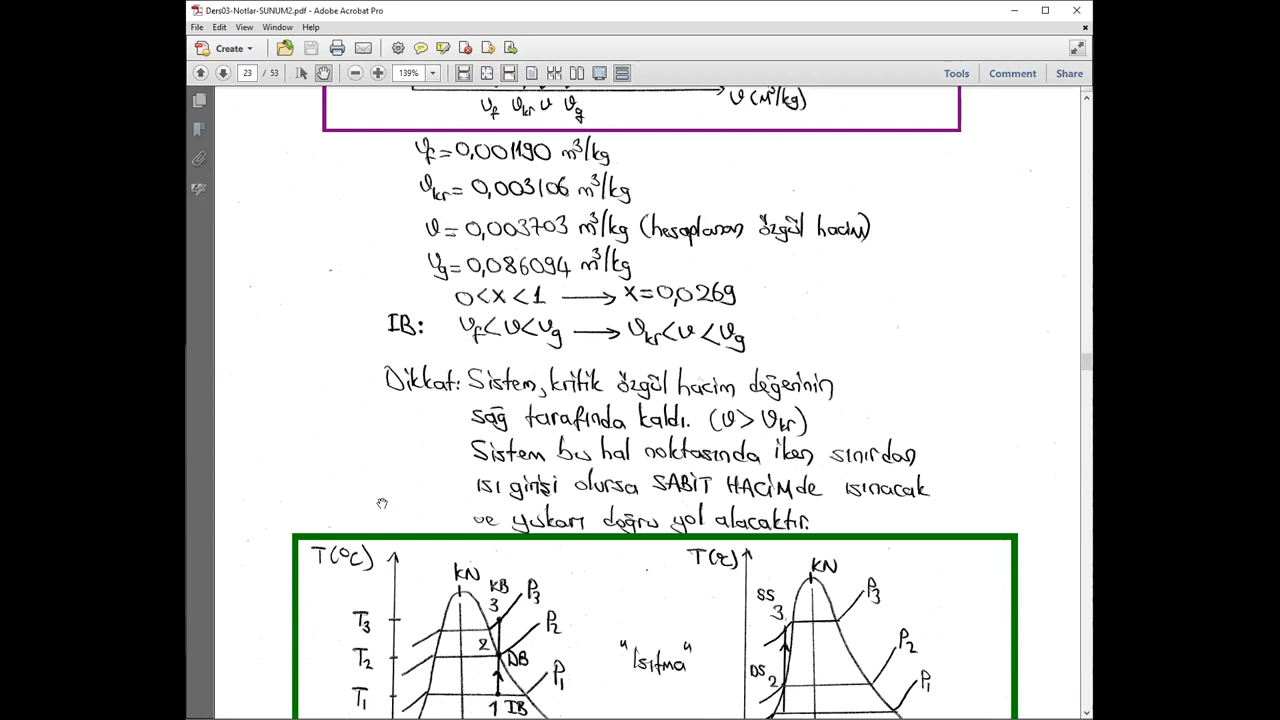 Ders03-Notlar-SUNUM2.pdf - Adobe Acrobat Pro
File Edit View Window Help
Create
23 / 53 139% Tools Comment Share
υf υkr υ υg υ (m³/kg)
υf = 0,001190 m³/kg
υkr = 0,003106 m³/kg
υ = 0,003703 m³/kg (hesaplanan özgül hacim)
υg = 0,086094 m³/kg
0 < x < 1 → x = 0,0269
IB: υf < υ < υg → υkr < υ < υg
Dikkat: Sistem, kritik özgül hacim değerinin
sağ tarafında kaldı. (υ > υkr)
Sistem bu hal noktasında iken sınırdan
ısı girişi olursa SABİT HACİMde ısınacak
ve yukarı doğru yol alacaktır.
T(°C) KN KB 3 P3
T3
2 P2
T2 DB
P1
T1 1 IB
"Isıtma"
T(°C) KN
SS 3 P3
P2
DS 2 P1